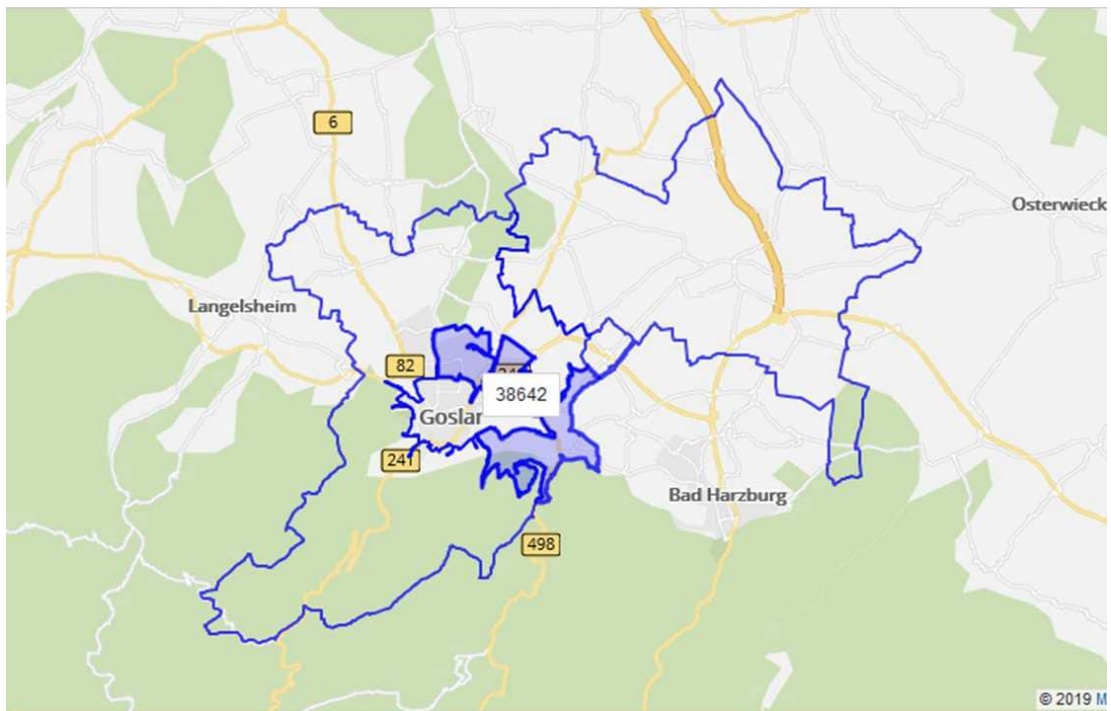 6
Osterwieck
Langelsheim
82
38642
Goslar
241
Bad Harzburg
498
© 2019 M